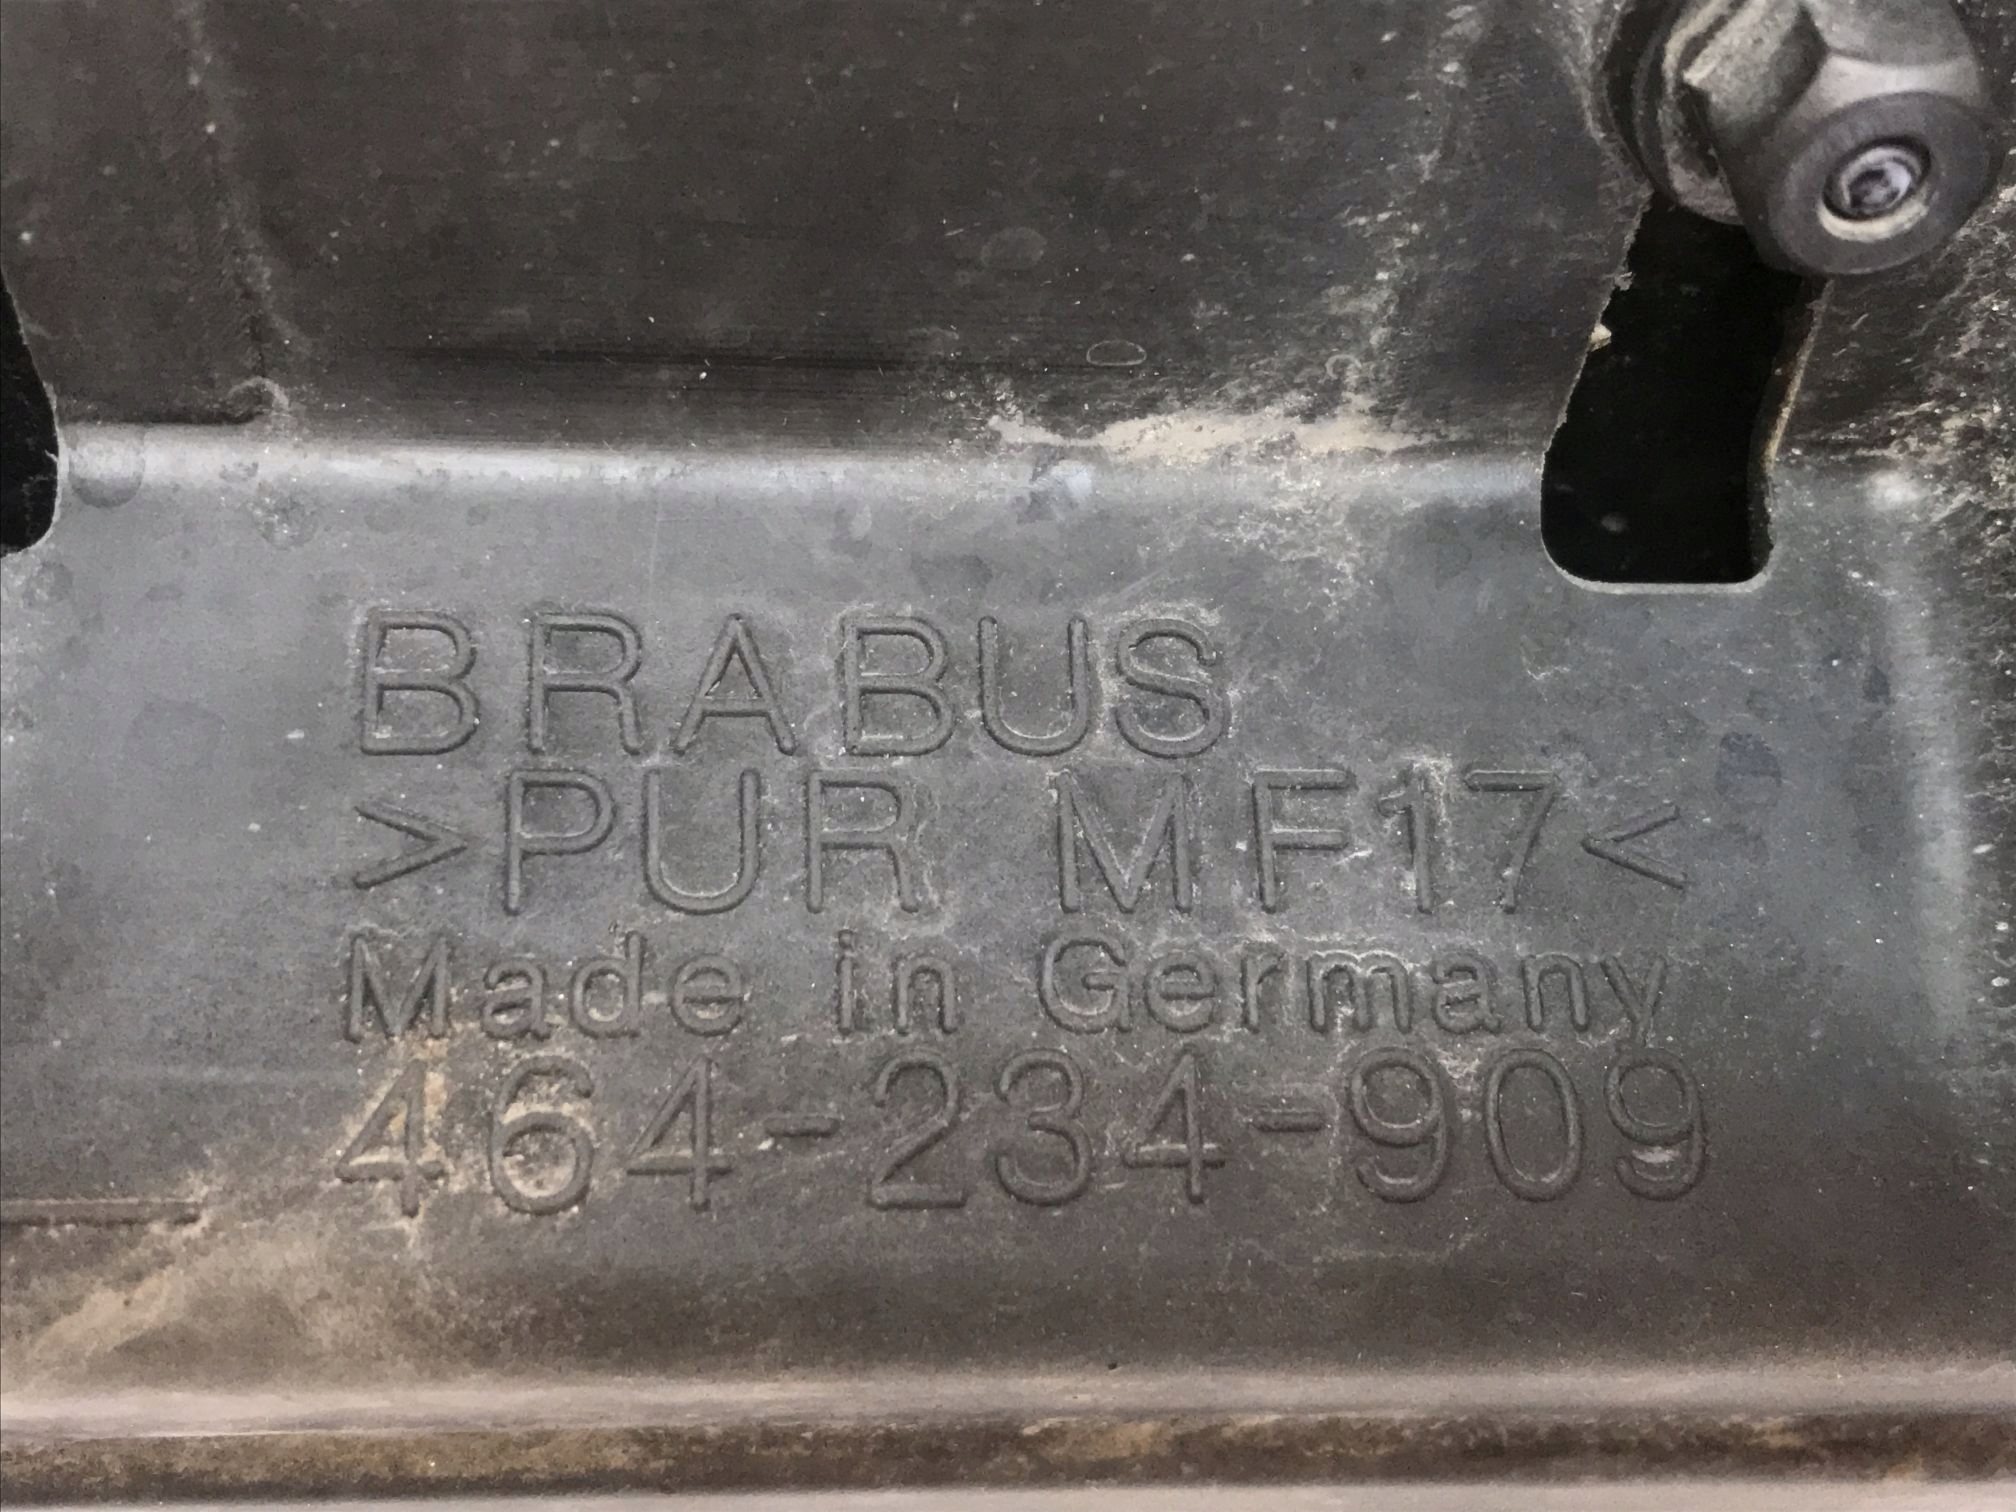 BRABUS
>PUR MF17<
Made in Germany
464-234-909